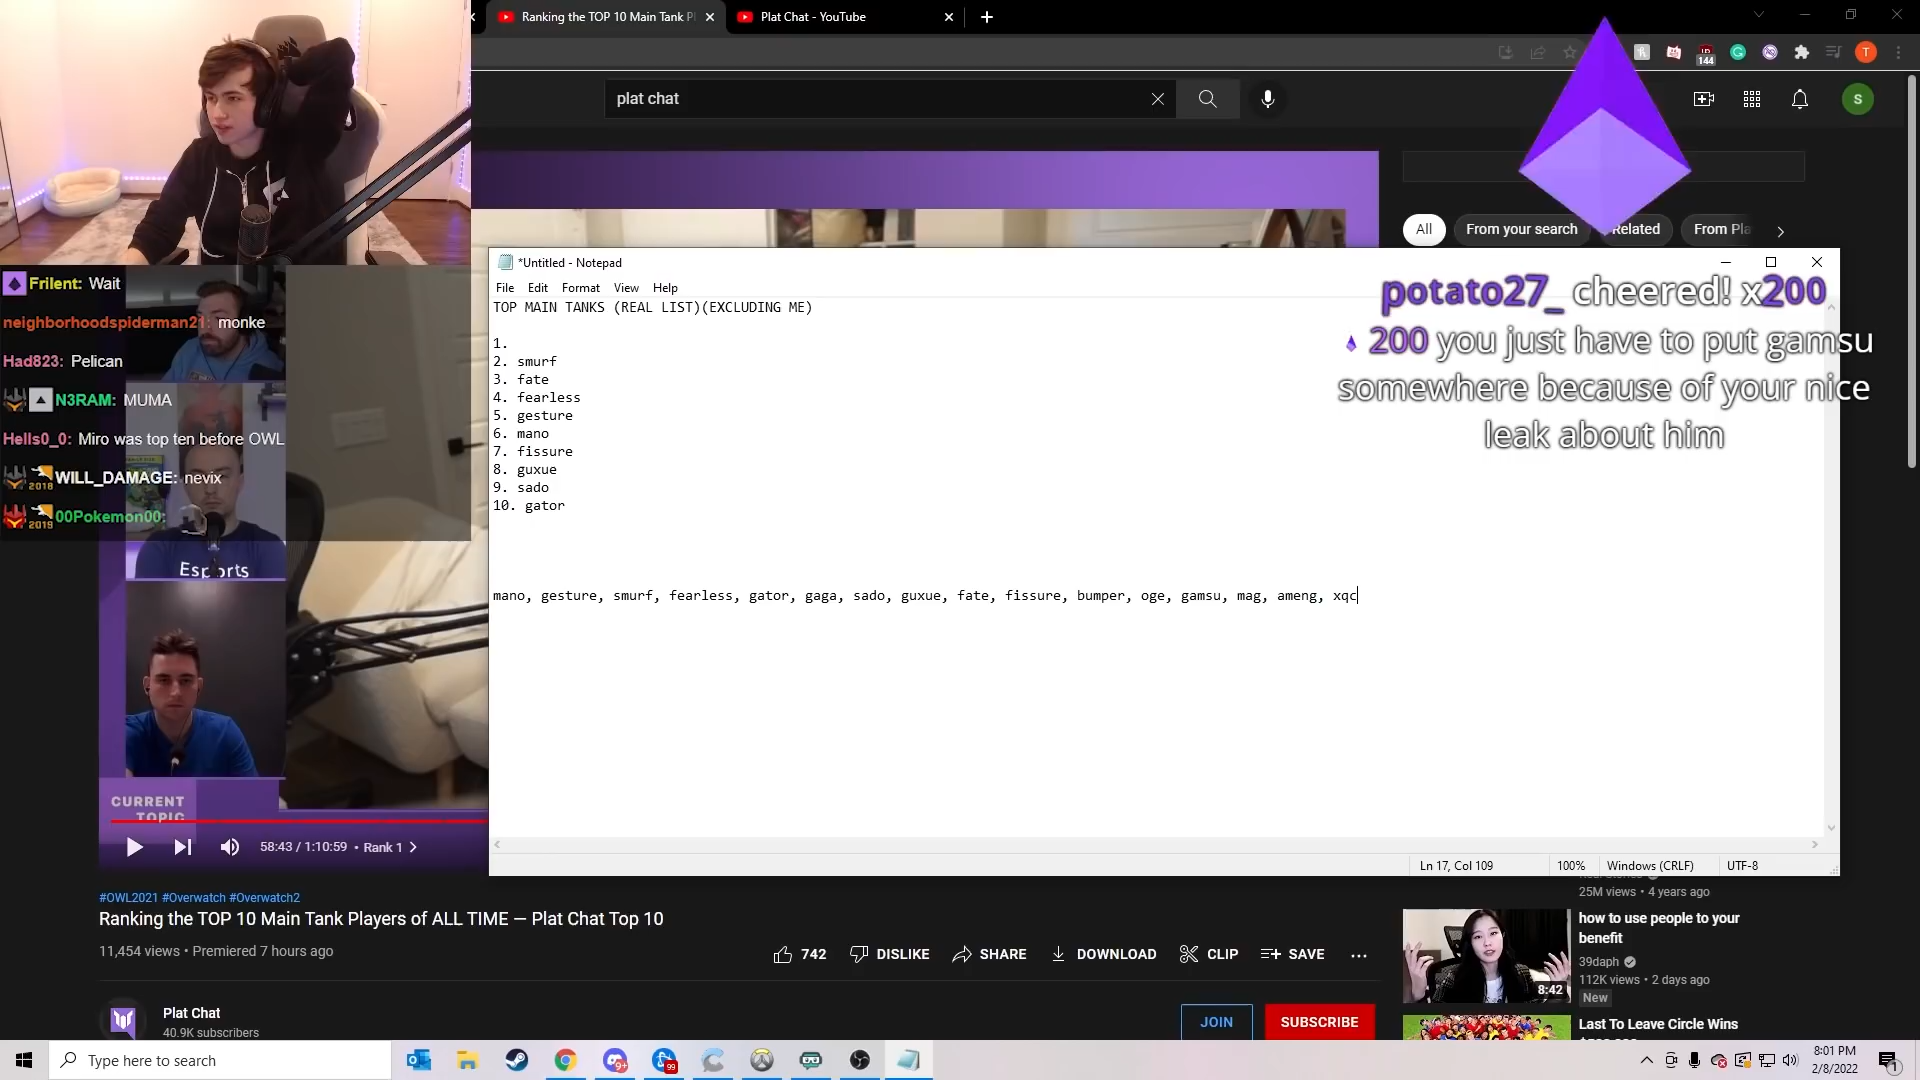 Ranking the TOP 10 Main Tank P
Plat Chat - YouTube
144
T
plat chat
S
All
From your search
Related
From Pla
*Untitled - Notepad
File Edit Format View Help
TOP MAIN TANKS (REAL LIST)(EXCLUDING ME)
1.
2. smurf
3. fate
4. fearless
5. gesture
6. mano
7. fissure
8. guxue
9. sado
10. gator
mano, gesture, smurf, fearless, gator, gaga, sado, guxue, fate, fissure, bumper, oge, gamsu, mag, ameng, xqc
Ln 17, Col 109
100%
Windows (CRLF)
UTF-8
potato27_ cheered! x200
200 you just have to put gamsu
somewhere because of your nice
leak about him
Frilent: Wait
neighborhoodspiderman21: monke
Had823: Pelican
N3RAM: MUMA
Hells0_0: Miro was top ten before OWL
2018 WILL_DAMAGE: nevix
2019 00Pokemon00:
Esports
CURRENT
TOPIC
58:43 / 1:10:59 • Rank 1
#OWL2021 #Overwatch #Overwatch2
Ranking the TOP 10 Main Tank Players of ALL TIME — Plat Chat Top 10
11,454 views • Premiered 7 hours ago
742
DISLIKE
SHARE
DOWNLOAD
CLIP
SAVE
Plat Chat
40.9K subscribers
JOIN
SUBSCRIBE
25M views • 4 years ago
how to use people to your
benefit
39daph
112K views • 2 days ago
New
8:42
Last To Leave Circle Wins
Type here to search
9+
99
8:01 PM
2/8/2022
1